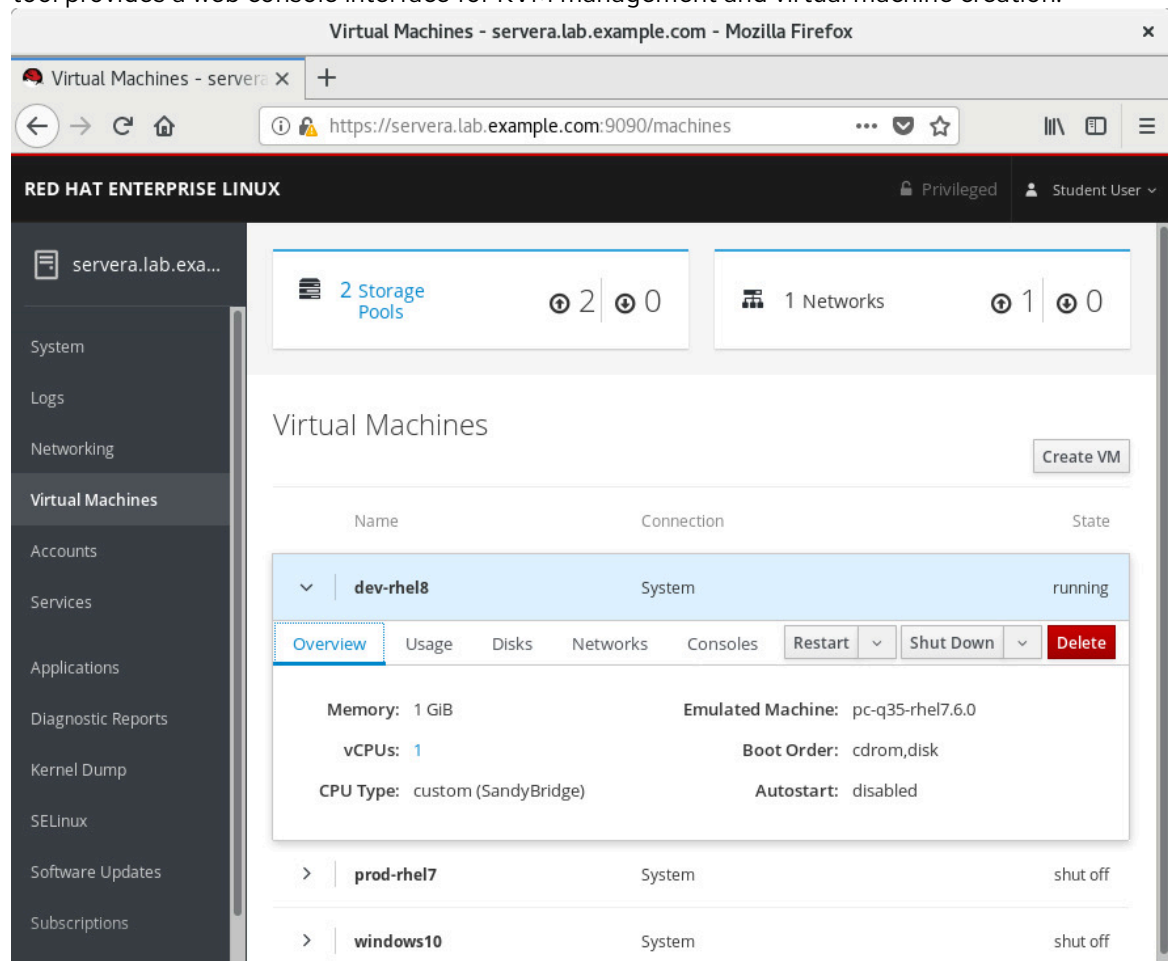 tool provides a web console interface for KVM management and virtual machine creation.
Virtual Machines - servera.lab.example.com - Mozilla Firefox
Virtual Machines - servera
https://servera.lab.example.com:9090/machines
RED HAT ENTERPRISE LINUX
Privileged
Student User
servera.lab.exa...
2 Storage
Pools
2
0
1 Networks
1
0
System
Logs
Networking
Virtual Machines
Accounts
Services
Applications
Diagnostic Reports
Kernel Dump
SELinux
Software Updates
Subscriptions
Virtual Machines
Create VM
Name Connection State
dev-rhel8 System running
Overview Usage Disks Networks Consoles Restart Shut Down Delete
Memory: 1 GiB Emulated Machine: pc-q35-rhel7.6.0
vCPUs: 1 Boot Order: cdrom,disk
CPU Type: custom (SandyBridge) Autostart: disabled
prod-rhel7 System shut off
windows10 System shut off